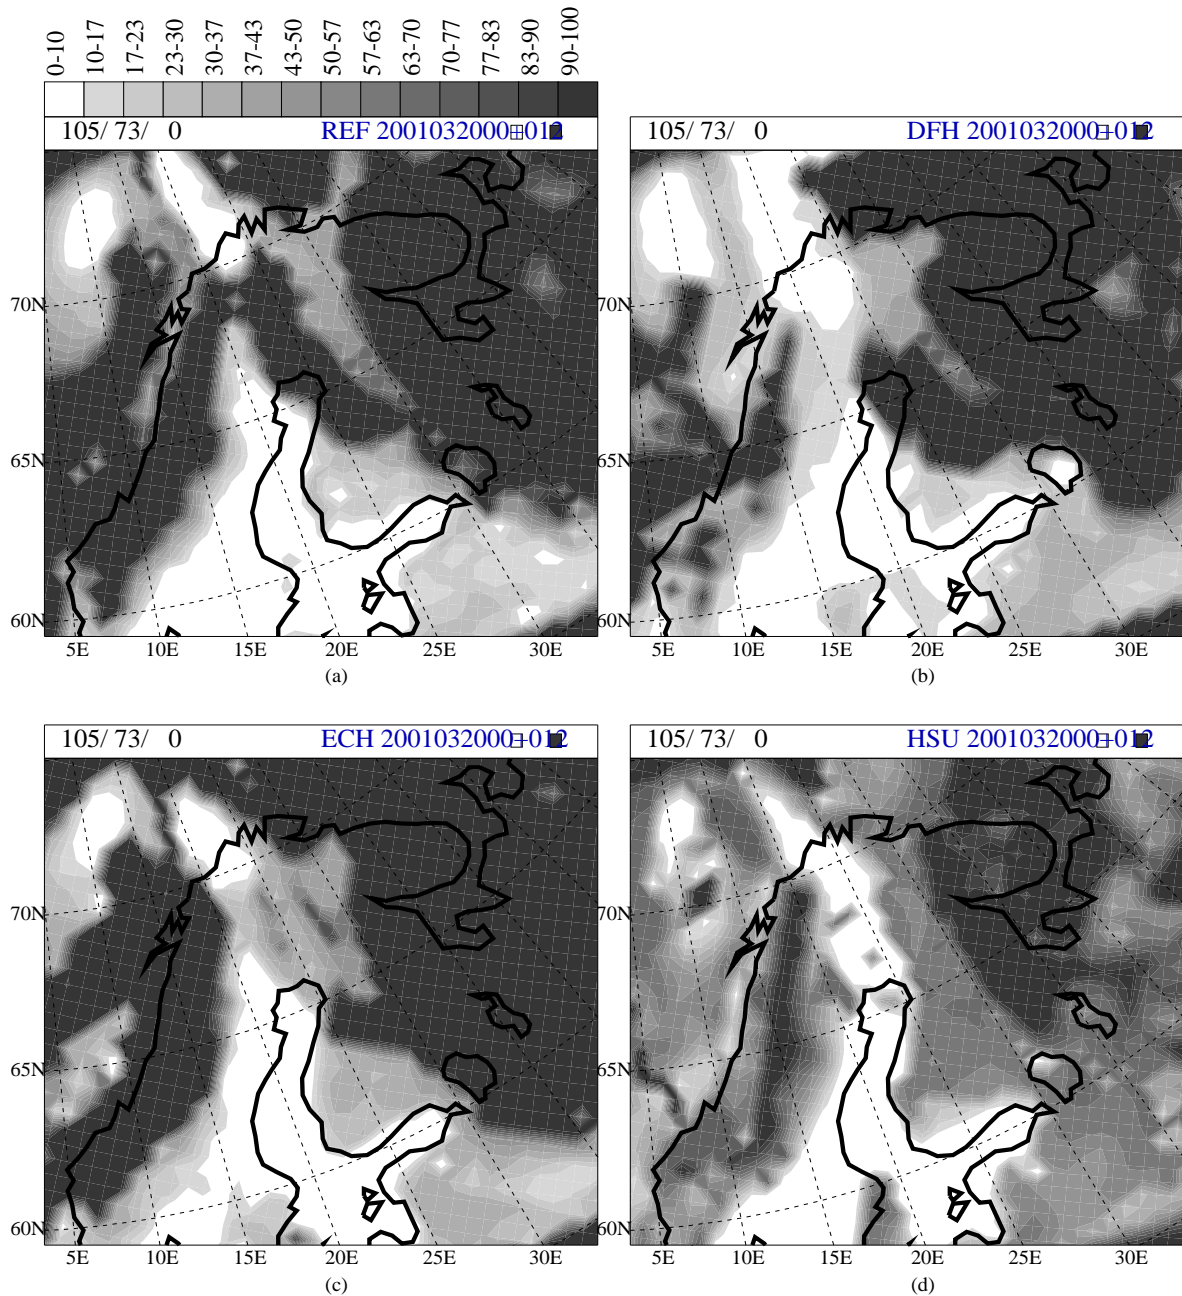 0-10 10-17 17-23 23-30 30-37 37-43 43-50 50-57 57-63 63-70 70-77 77-83 83-90 90-100
105/ 73/ 0 REF 2001032000+012
105/ 73/ 0 DFH 2001032000+012
70N
65N
60N
5E 10E 15E 20E 25E 30E
(a)
70N
65N
60N
5E 10E 15E 20E 25E 30E
(b)
105/ 73/ 0 ECH 2001032000+012
105/ 73/ 0 HSU 2001032000+012
70N
65N
60N
5E 10E 15E 20E 25E 30E
(c)
70N
65N
60N
5E 10E 15E 20E 25E 30E
(d)